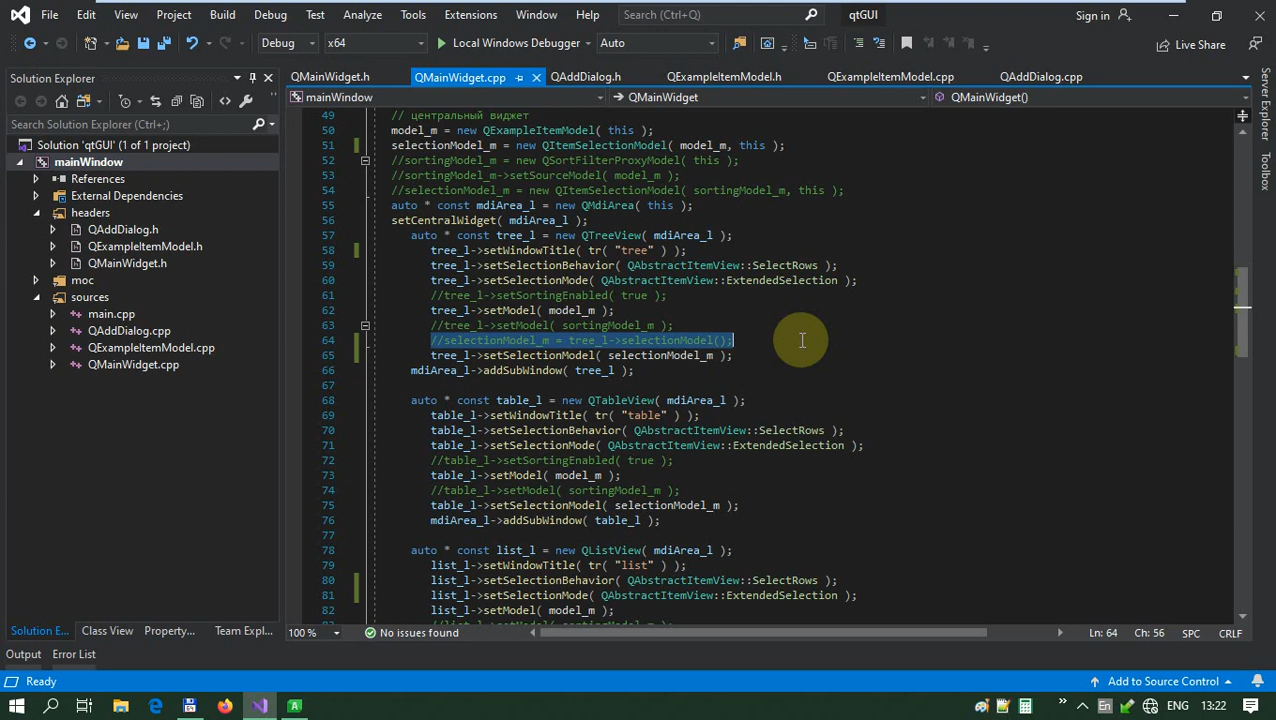 File Edit View Project Build Debug Test Analyze Tools Extensions Window Help Search (Ctrl+Q) qtGUI Sign in
Debug x64 Local Windows Debugger Auto Live Share
Solution Explorer
QMainWidget.h QMainWidget.cpp QAddDialog.h QExampleItemModel.h QExampleItemModel.cpp QAddDialog.cpp
mainWindow QMainWidget QMainWidget()
Search Solution Explorer (Ctrl+;)
Solution 'qtGUI' (1 of 1 project)
mainWindow
References
External Dependencies
headers
QAddDialog.h
QExampleItemModel.h
QMainWidget.h
moc
sources
main.cpp
QAddDialog.cpp
QExampleItemModel.cpp
QMainWidget.cpp
49 // центральный виджет
50 model_m = new QExampleItemModel( this );
51 selectionModel_m = new QItemSelectionModel( model_m, this );
52 //sortingModel_m = new QSortFilterProxyModel( this );
53 //sortingModel_m->setSourceModel( model_m );
54 //selectionModel_m = new QItemSelectionModel( sortingModel_m, this );
55 auto * const mdiArea_l = new QMdiArea( this );
56 setCentralWidget( mdiArea_l );
57 auto * const tree_l = new QTreeView( mdiArea_l );
58 tree_l->setWindowTitle( tr( "tree" ) );
59 tree_l->setSelectionBehavior( QAbstractItemView::SelectRows );
60 tree_l->setSelectionMode( QAbstractItemView::ExtendedSelection );
61 //tree_l->setSortingEnabled( true );
62 tree_l->setModel( model_m );
63 //tree_l->setModel( sortingModel_m );
64 //selectionModel_m = tree_l->selectionModel();
65 tree_l->setSelectionModel( selectionModel_m );
66 mdiArea_l->addSubWindow( tree_l );
68 auto * const table_l = new QTableView( mdiArea_l );
69 table_l->setWindowTitle( tr( "table" ) );
70 table_l->setSelectionBehavior( QAbstractItemView::SelectRows );
71 table_l->setSelectionMode( QAbstractItemView::ExtendedSelection );
72 //table_l->setSortingEnabled( true );
73 table_l->setModel( model_m );
74 //table_l->setModel( sortingModel_m );
75 table_l->setSelectionModel( selectionModel_m );
76 mdiArea_l->addSubWindow( table_l );
78 auto * const list_l = new QListView( mdiArea_l );
79 list_l->setWindowTitle( tr( "list" ) );
80 list_l->setSelectionBehavior( QAbstractItemView::SelectRows );
81 list_l->setSelectionMode( QAbstractItemView::ExtendedSelection );
82 list_l->setModel( model_m );
Server Explorer
Toolbox
Solution E... Class View Property... Team Expl...
100 % No issues found Ln: 64 Ch: 56 SPC CRLF
Output Error List
Ready Add to Source Control
En ENG 13:22